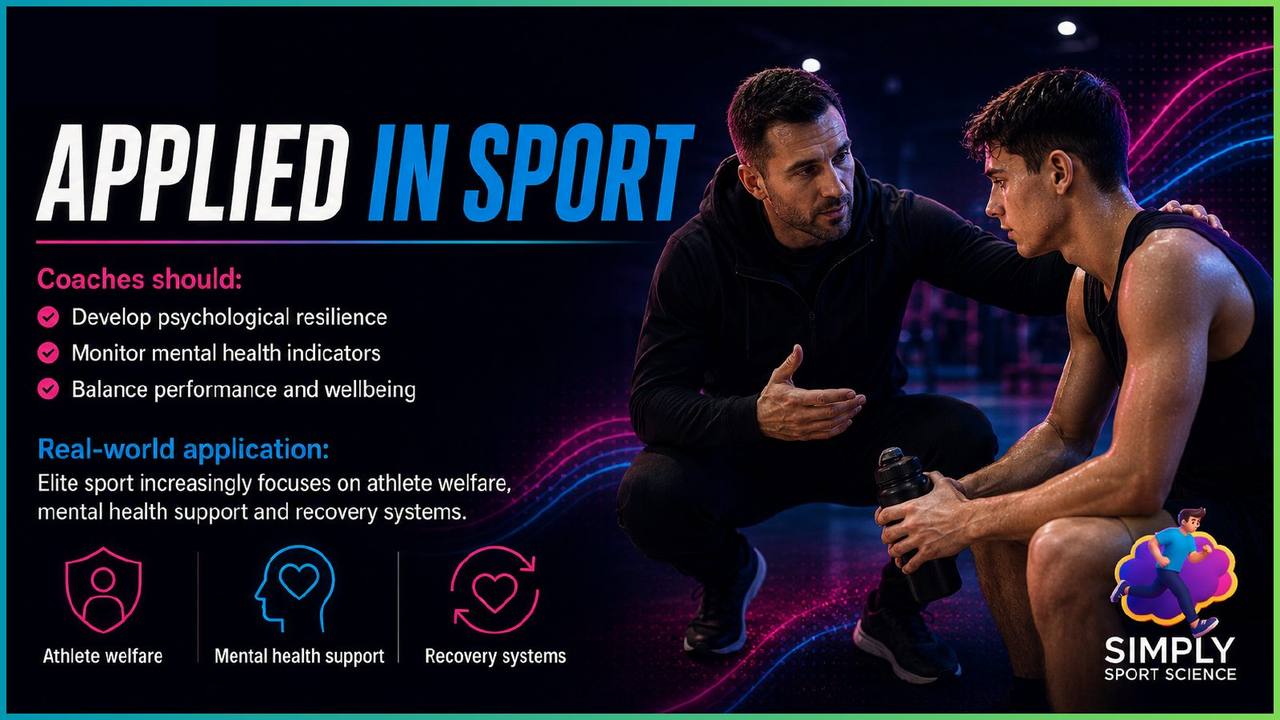 APPLIED IN SPORT
Coaches should:
Develop psychological resilience
Monitor mental health indicators
Balance performance and wellbeing
Real-world application:
Elite sport increasingly focuses on athlete welfare,
mental health support and recovery systems.
Athlete welfare
Mental health support
Recovery systems
SIMPLY
SPORT SCIENCE